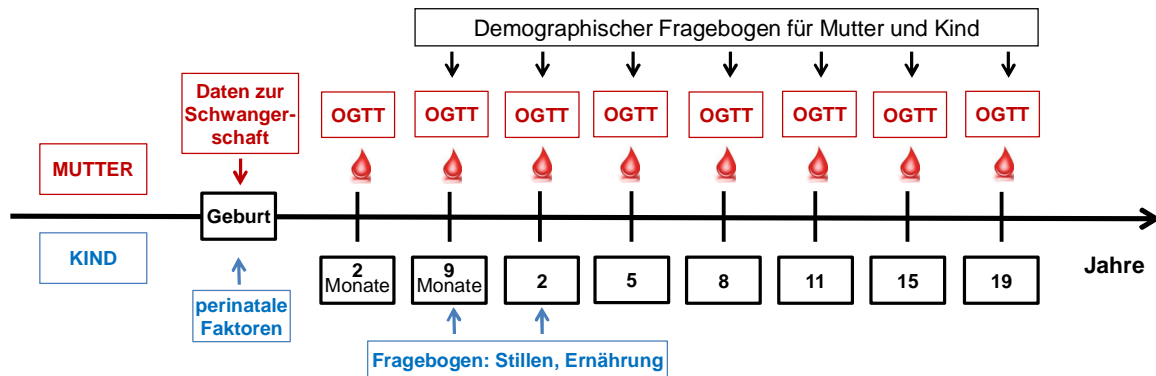 Demographischer Fragebogen für Mutter und Kind
Daten zur
Schwanger-
schaft
OGTT OGTT OGTT OGTT OGTT OGTT OGTT OGTT
MUTTER
Geburt
KIND
2
Monate
9
Monate
2 5 8 11 15 19
Jahre
perinatale
Faktoren
Fragebogen: Stillen, Ernährung